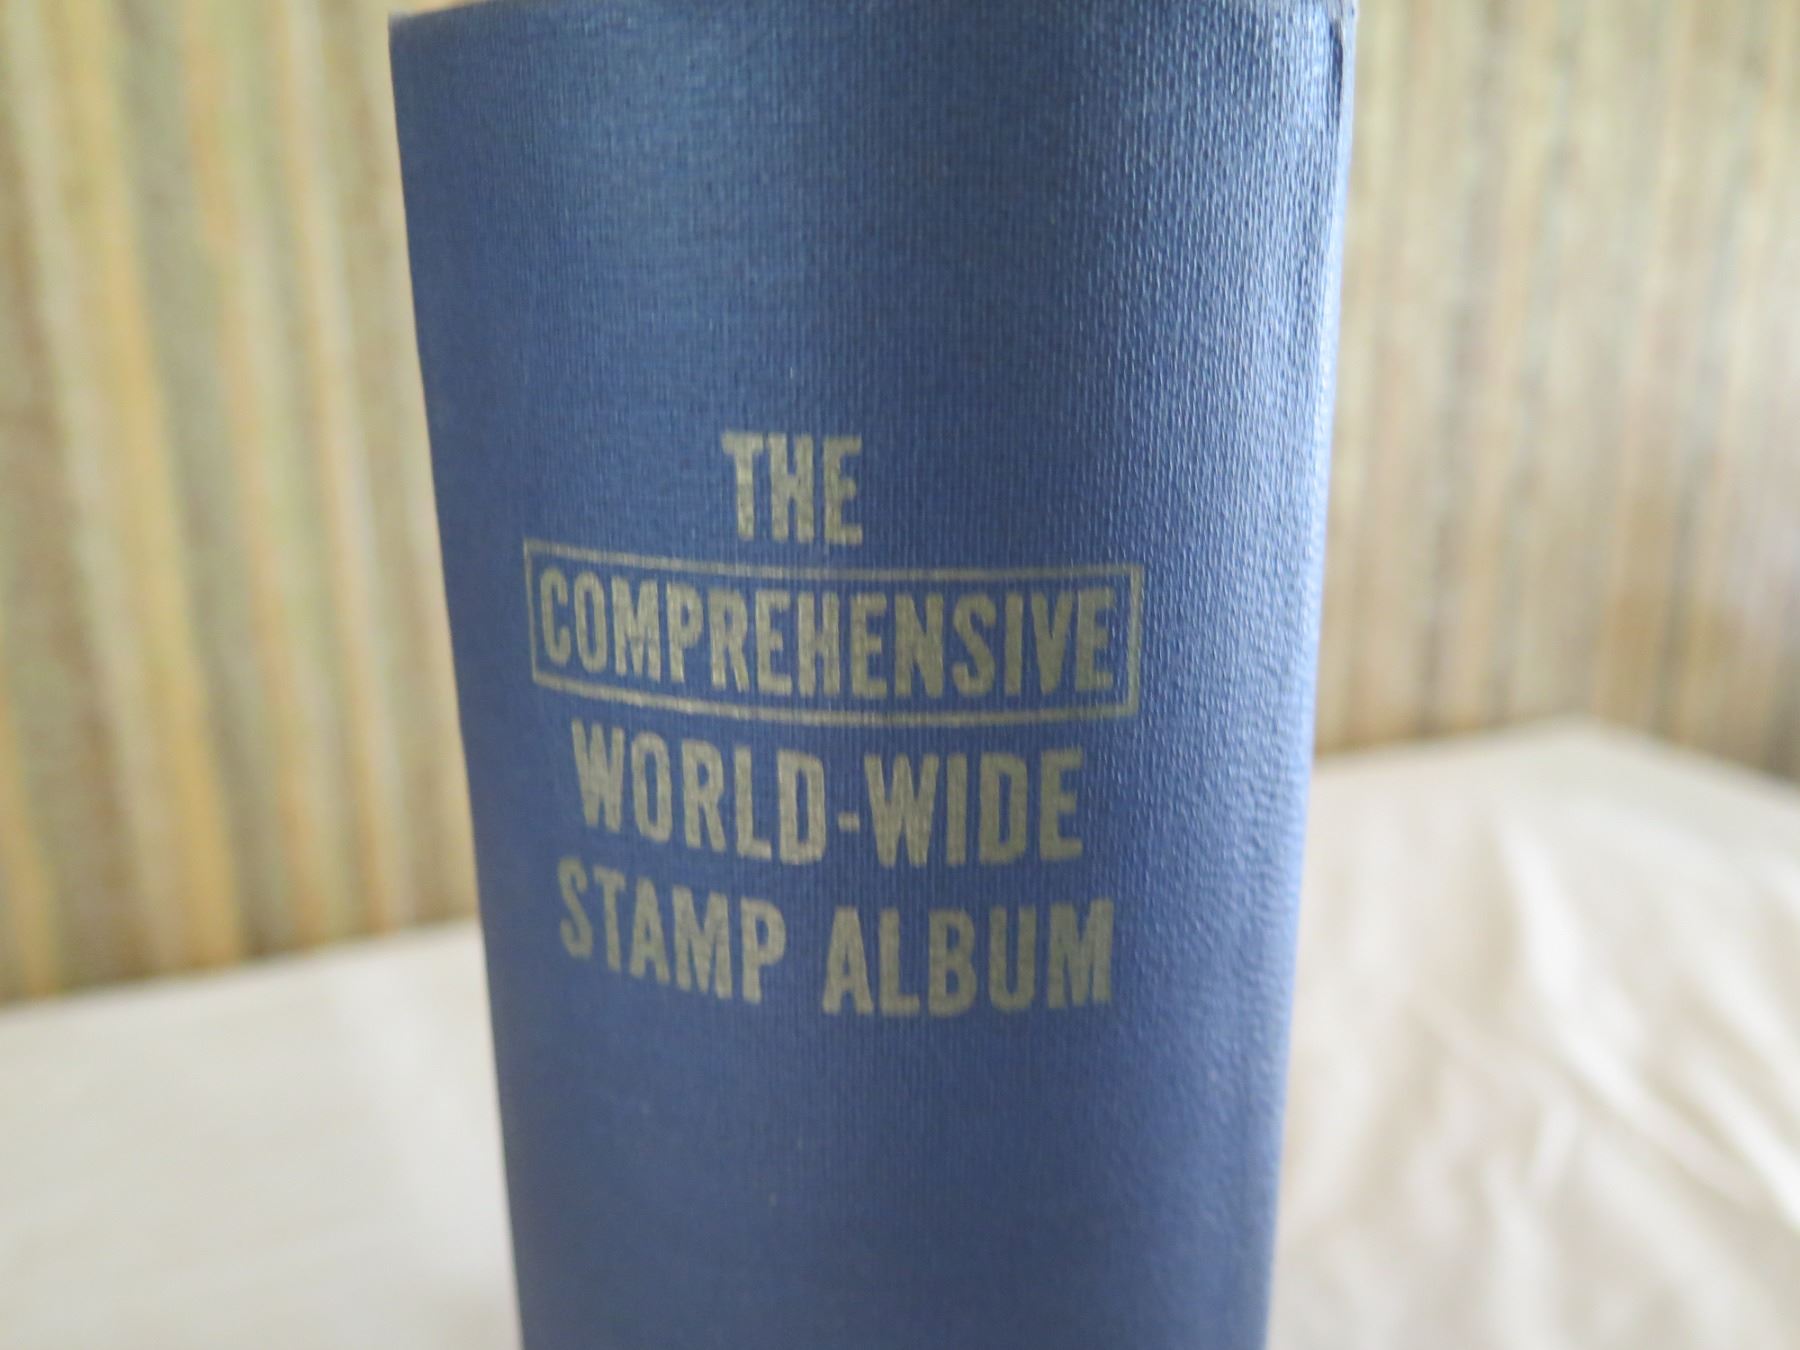 THE
COMPREHENSIVE
WORLD-WIDE
STAMP ALBUM